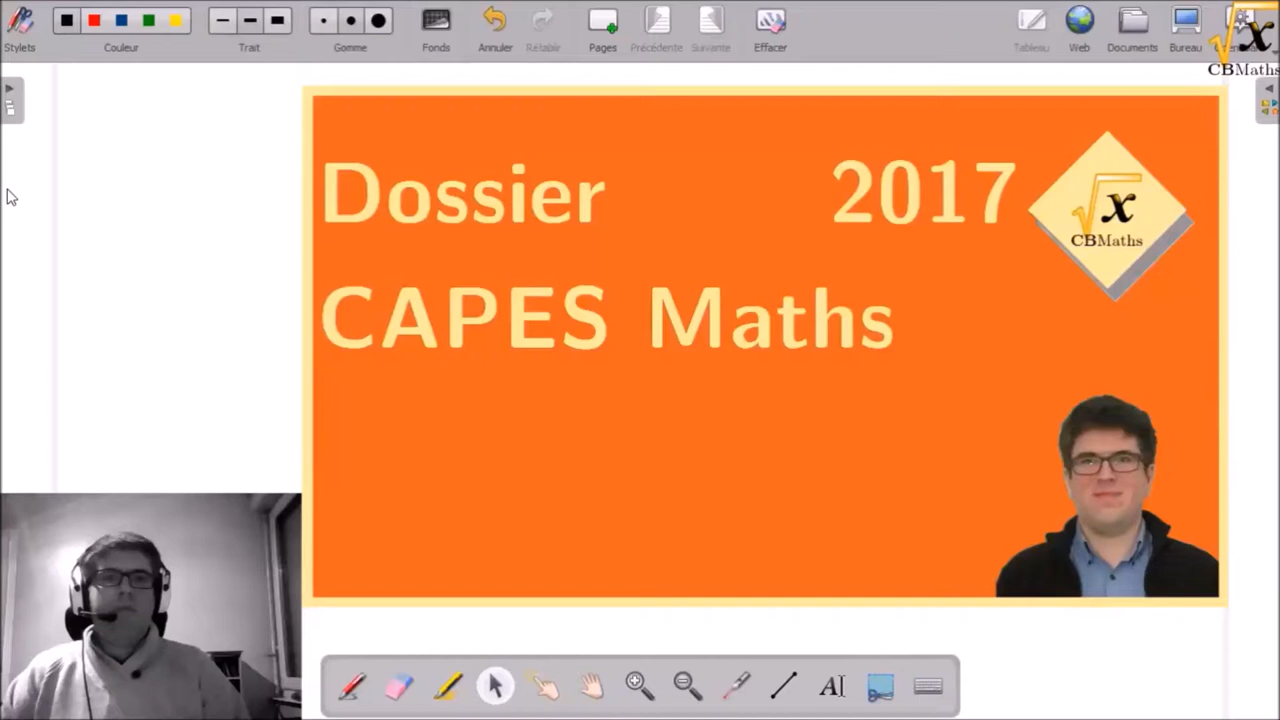 Stylets
Couleur
Trait
Gomme
Fonds
Annuler
Rétablir
Pages
Précédente
Suivante
Effacer
Tableau
Web
Documents
Bureau
x
CBMaths
Dossier 2017
x
CBMaths
CAPES Maths
AI